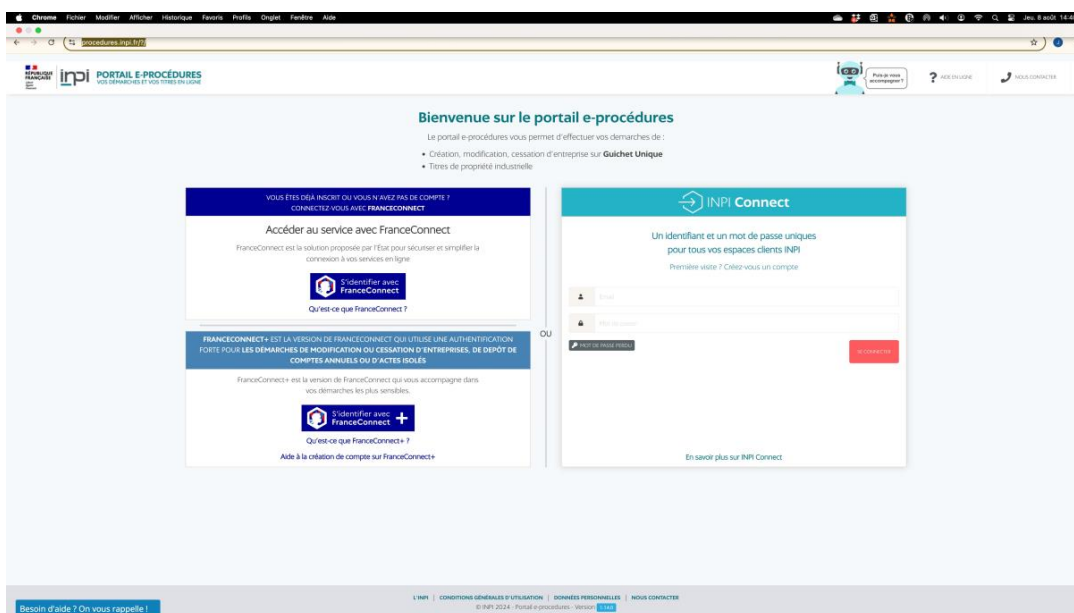 Chrome Fichier Modifier Afficher Historique Favoris Profils Onglet Fenêtre Aide
Jeu. 8 août 14:4
procedures.inpi.fr/?/
RÉPUBLIQUE FRANÇAISE
inpi PORTAIL E-PROCÉDURES
VOS DÉMARCHES ET VOS TITRES EN LIGNE
Puis-je vous accompagner ?
? AIDE EN LIGNE
NOUS CONTACTER
Bienvenue sur le portail e-procédures
Le portail e-procédures vous permet d'effectuer vos demarches de :
• Création, modification, cessation d'entreprise sur Guichet Unique
• Titres de propriété industrielle
VOUS ÊTES DÉJÀ INSCRIT OU VOUS N'AVEZ PAS DE COMPTE ?
CONNECTEZ-VOUS AVEC FRANCECONNECT
Accéder au service avec FranceConnect
FranceConnect est la solution proposée par l'État pour sécuriser et simplifier la
connexion à vos services en ligne
S'identifier avec
FranceConnect
Qu'est-ce que FranceConnect ?
FRANCECONNECT+ EST LA VERSION DE FRANCECONNECT QUI UTILISE UNE AUTHENTIFICATION
FORTE POUR LES DÉMARCHES DE MODIFICATION OU CESSATION D'ENTREPRISES, DE DEPÔT DE
COMPTES ANNUELS OU D'ACTES ISOLÉS
FranceConnect+ est la version de FranceConnect qui vous accompagne dans
vos démarches les plus sensibles.
S'identifier avec
FranceConnect +
Qu'est-ce que FranceConnect+ ?
Aide à la création de compte sur FranceConnect+
OU
INPI Connect
Un identifiant et un mot de passe uniques
pour tous vos espaces clients INPI
Première visite ? Créez-vous un compte
Email
Mot de passe
MOT DE PASSE PERDU
SE CONNECTER
En savoir plus sur INPI Connect
L'INPI | CONDITIONS GÉNÉRALES D'UTILISATION | DONNÉES PERSONNELLES | NOUS CONTACTER
© INPI 2024 - Portail e-procedures - Version
Besoin d'aide ? On vous rappelle !